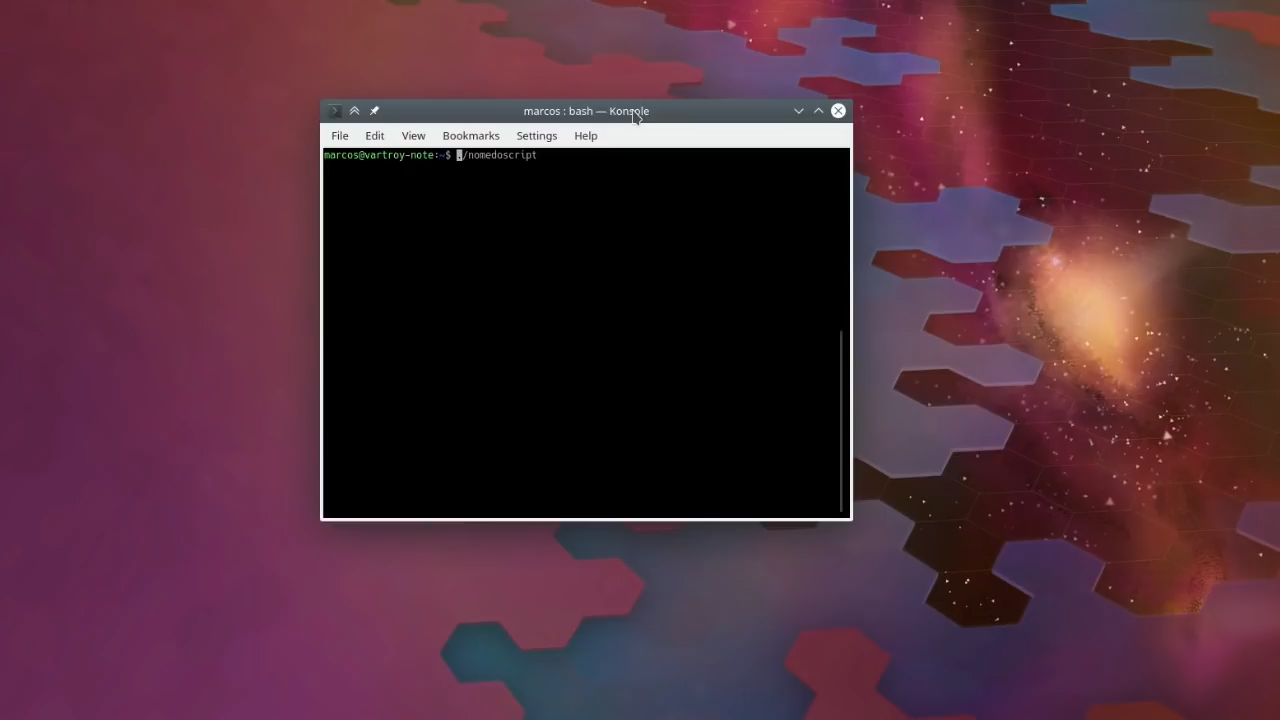 marcos : bash — Konsole
File Edit View Bookmarks Settings Help
marcos@vartroy-note:~$ ./nomedoscript